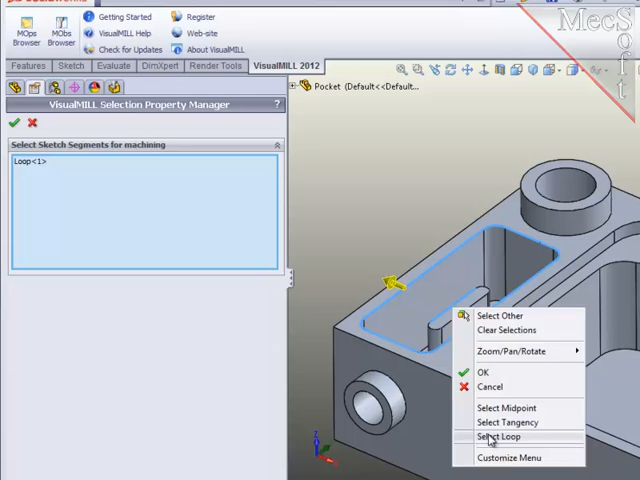 MecSoft
MOps
Browser
MObs
Browser
Getting Started
VisualMILL Help
Check for Updates
Register
Web-site
About VisualMILL
Features
Sketch
Evaluate
DimXpert
Render Tools
VisualMILL 2012
Pocket (Default<<Default...
VisualMILL Selection Property Manager
?
Select Sketch Segments for machining
Loop<1>
Select Other
Clear Selections
Zoom/Pan/Rotate
OK
Cancel
Select Midpoint
Select Tangency
Select Loop
Customize Menu
z